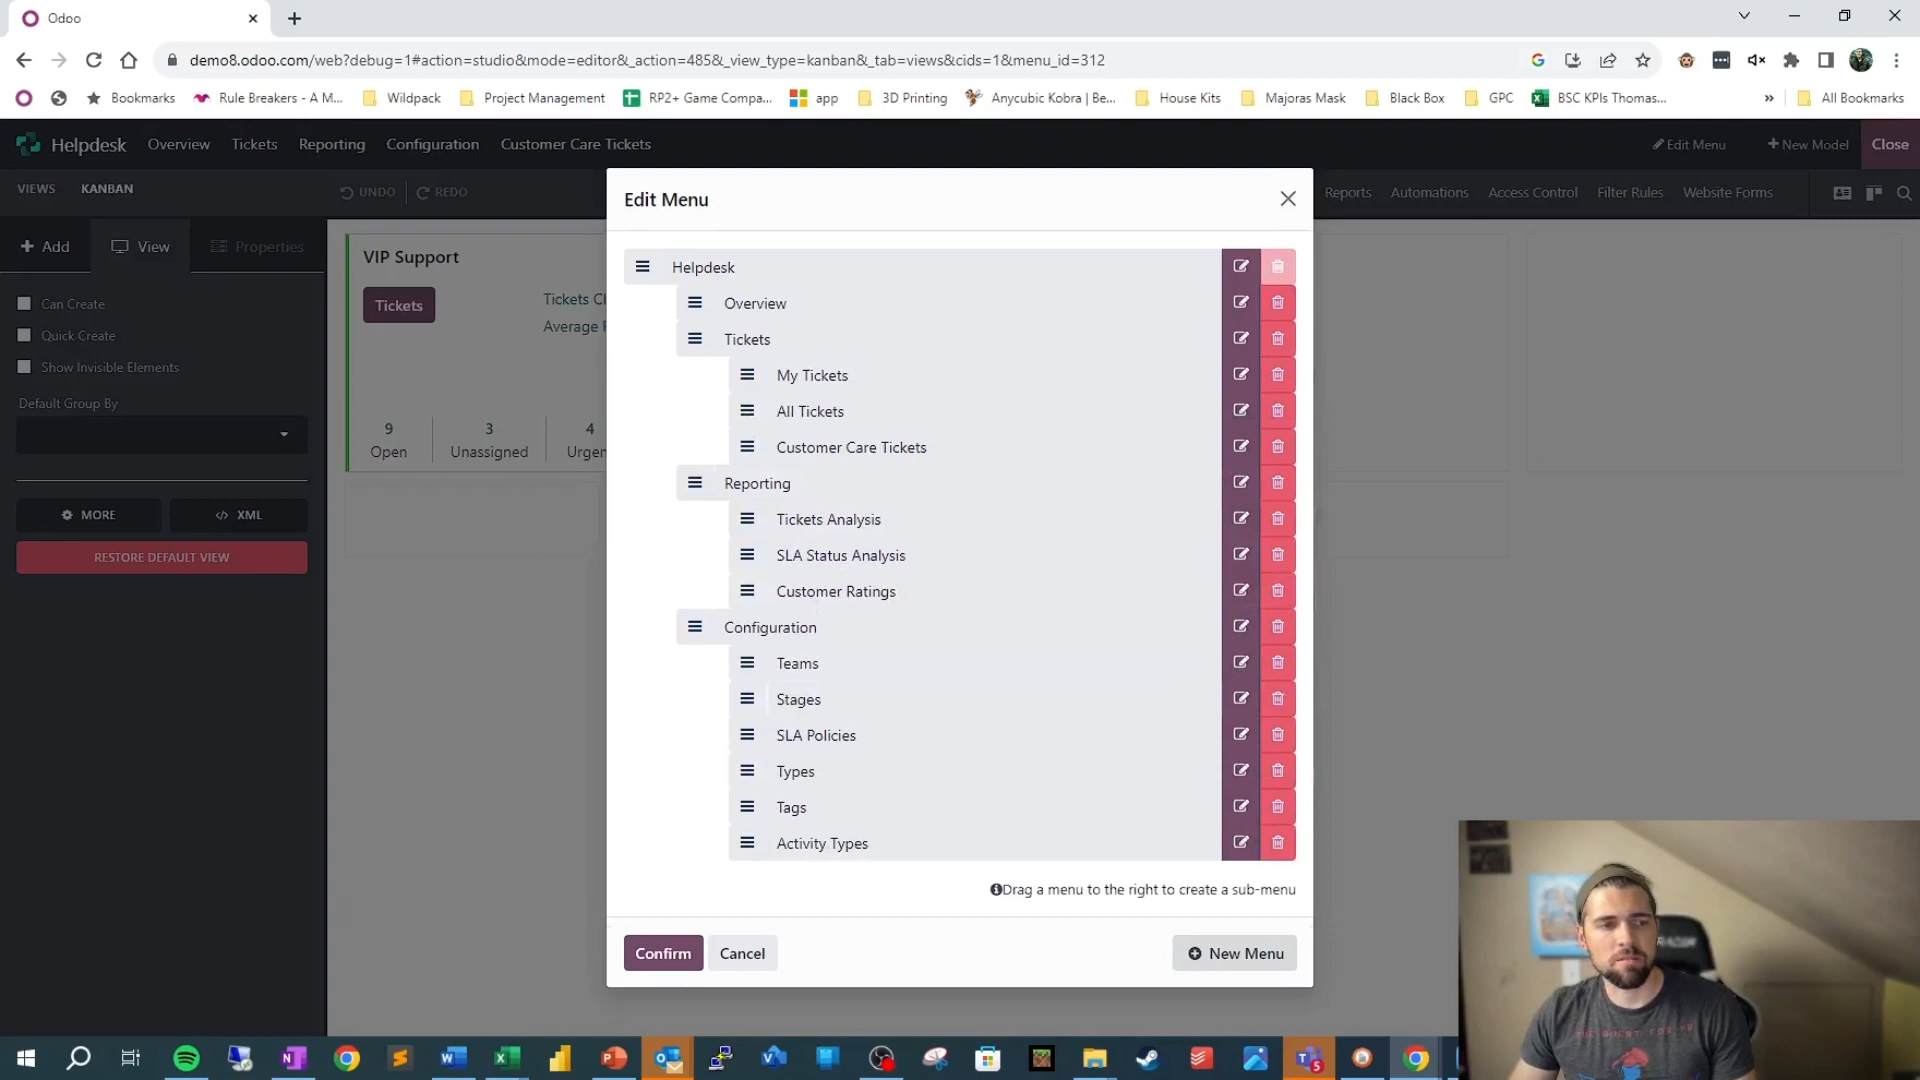 Odoo
demo8.odoo.com/web?debug=1#action=studio&mode=editor&_action=485&_view_type=kanban&_tab=views&cids=1&menu_id=312
Bookmarks
Rule Breakers - A M...
Wildpack
Project Management
RP2+ Game Compa...
app
3D Printing
Anycubic Kobra | Be...
House Kits
Majoras Mask
Black Box
GPC
BSC KPIs Thomas...
All Bookmarks
Helpdesk
Overview
Tickets
Reporting
Configuration
Customer Care Tickets
Edit Menu
New Model
Close
VIEWS
KANBAN
UNDO
REDO
Reports
Automations
Access Control
Filter Rules
Website Forms
Add
View
Properties
Can Create
Quick Create
Show Invisible Elements
Default Group By
MORE
XML
RESTORE DEFAULT VIEW
VIP Support
Tickets
Tickets Cl
Average
9
Open
3
Unassigned
4
Urgen
Edit Menu
Helpdesk
Overview
Tickets
My Tickets
All Tickets
Customer Care Tickets
Reporting
Tickets Analysis
SLA Status Analysis
Customer Ratings
Configuration
Teams
Stages
SLA Policies
Types
Tags
Activity Types
Drag a menu to the right to create a sub-menu
Confirm
Cancel
New Menu